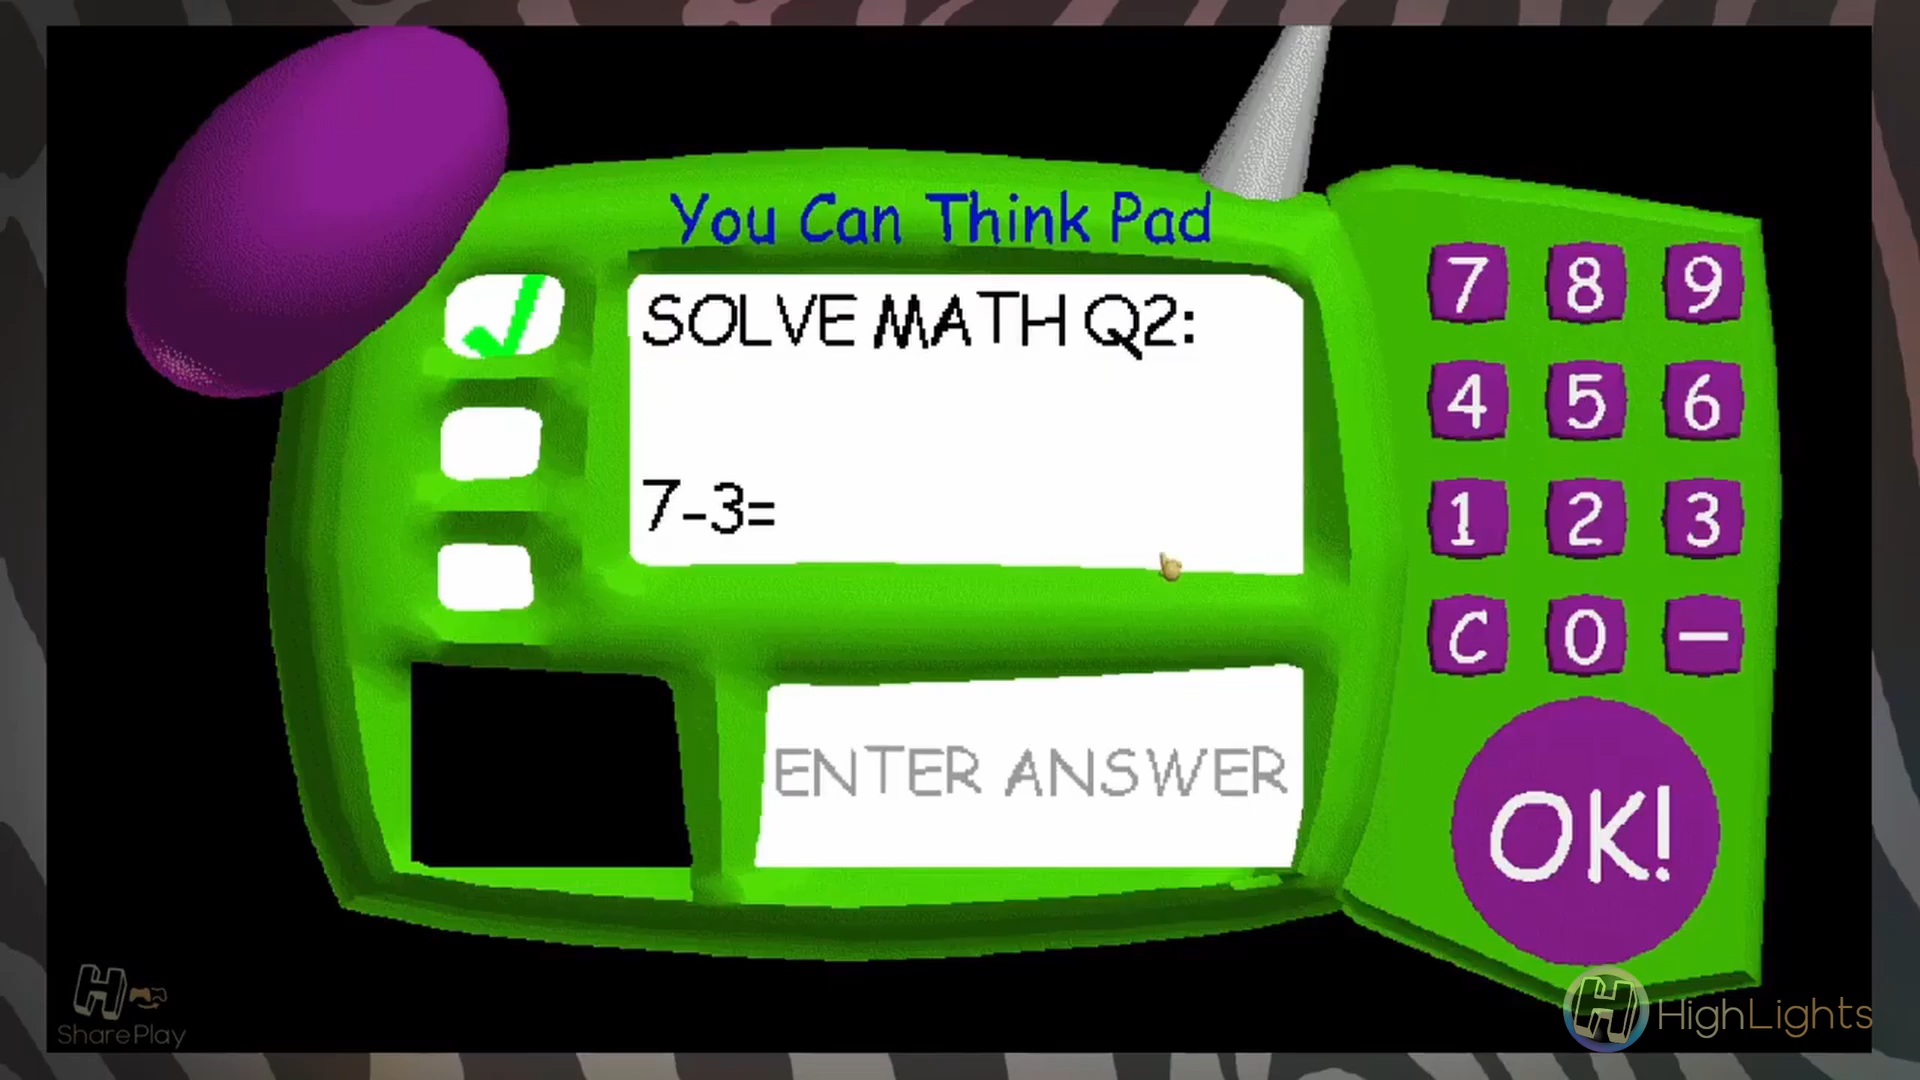 You Can Think Pad
SOLVE MATH Q2:
7-3=
ENTER ANSWER
7 8 9
4 5 6
1 2 3
C 0 -
OK!
H
SharePlay
H HighLights